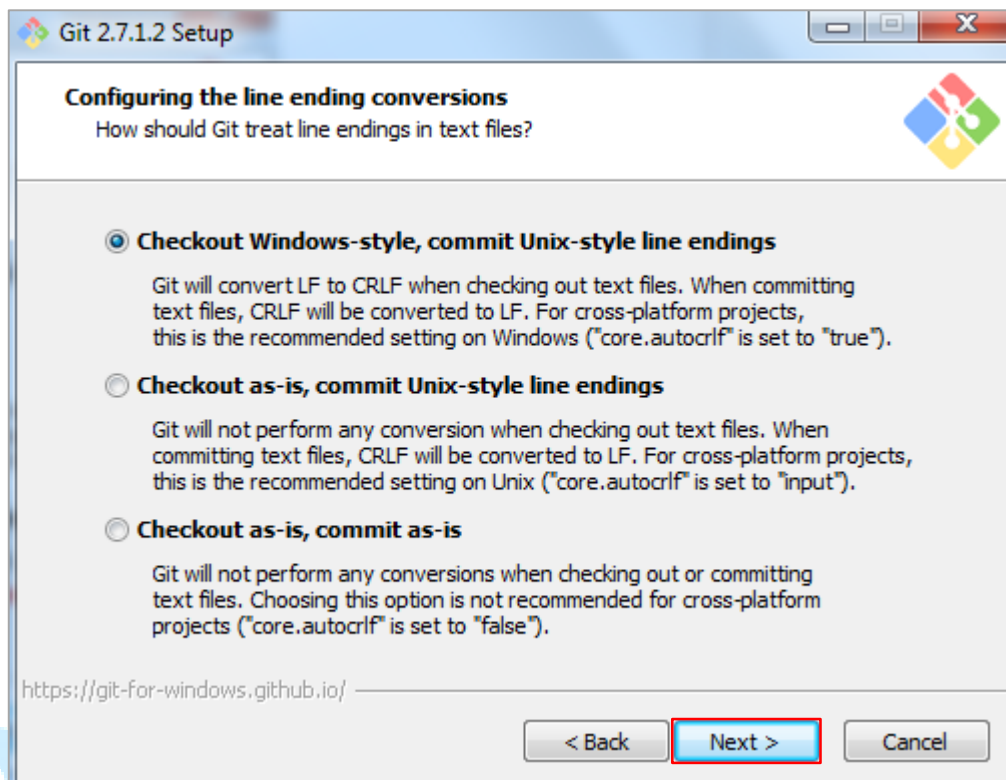 Git 2.7.1.2 Setup
Configuring the line ending conversions
How should Git treat line endings in text files?
Checkout Windows-style, commit Unix-style line endings
Git will convert LF to CRLF when checking out text files. When committing
text files, CRLF will be converted to LF. For cross-platform projects,
this is the recommended setting on Windows ("core.autocrlf" is set to "true").
Checkout as-is, commit Unix-style line endings
Git will not perform any conversion when checking out text files. When
committing text files, CRLF will be converted to LF. For cross-platform projects,
this is the recommended setting on Unix ("core.autocrlf" is set to "input").
Checkout as-is, commit as-is
Git will not perform any conversions when checking out or committing
text files. Choosing this option is not recommended for cross-platform
projects ("core.autocrlf" is set to "false").
https://git-for-windows.github.io/
< Back Next > Cancel